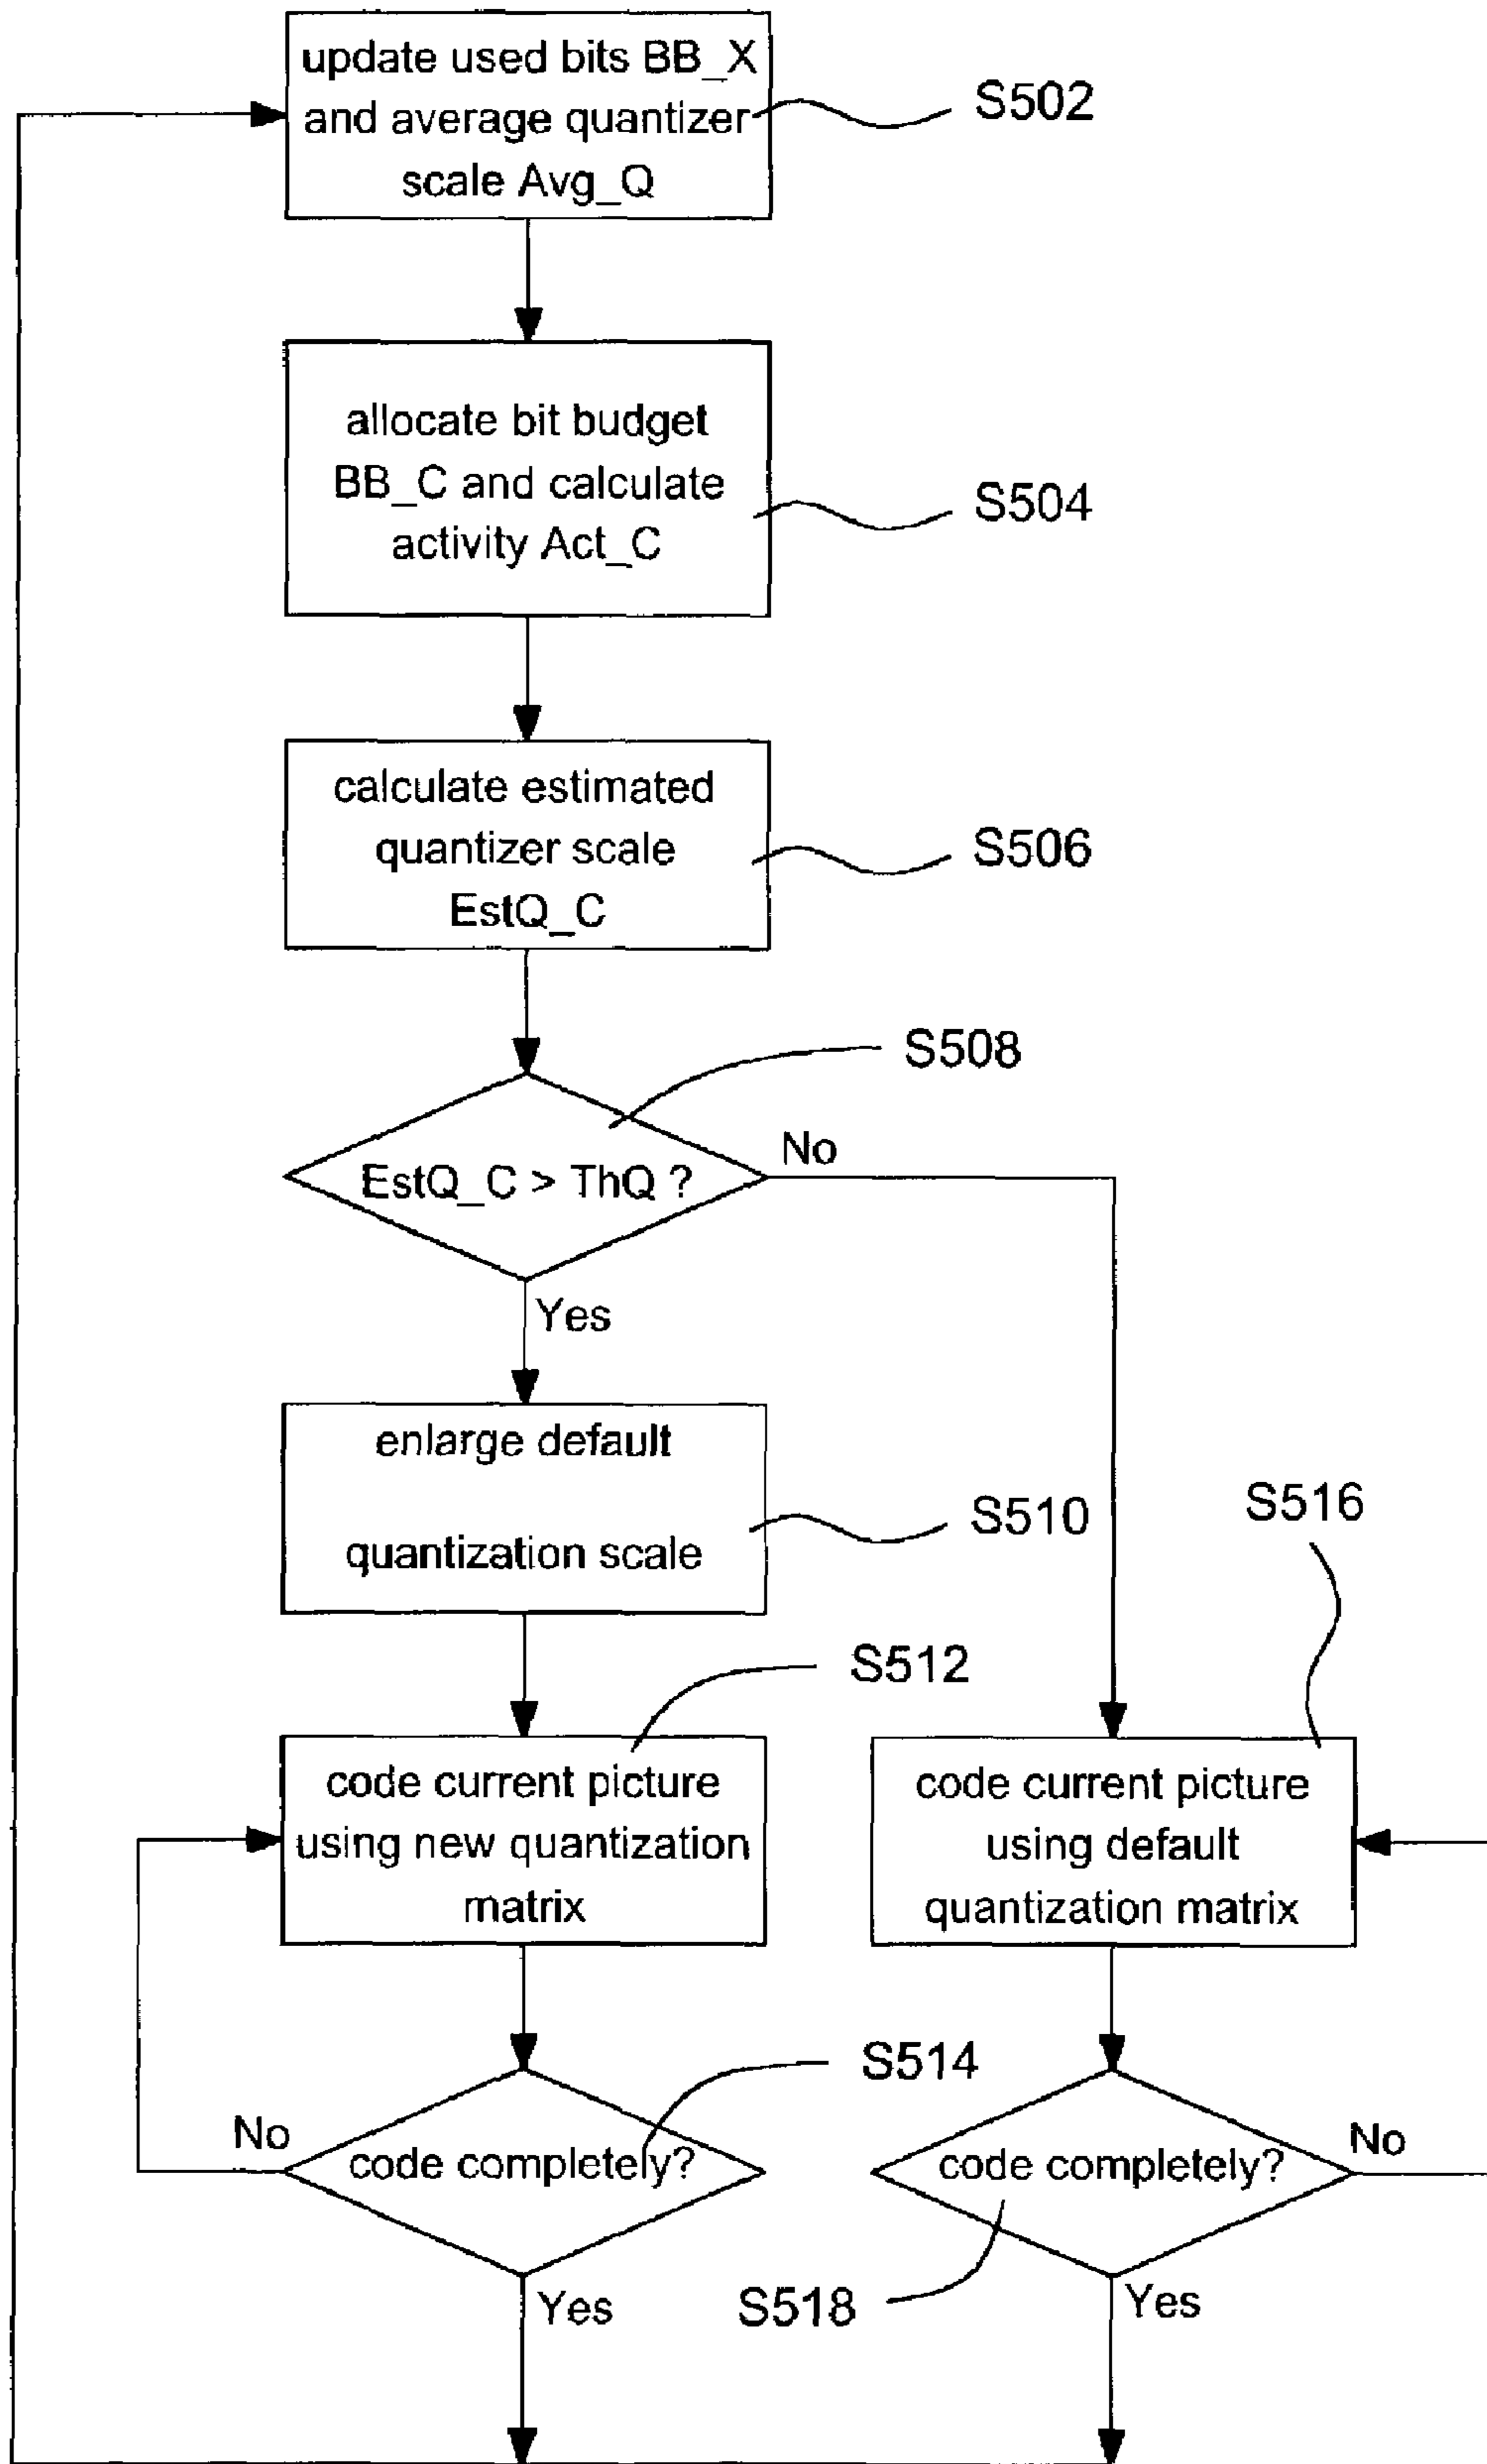 update used bits BB_X
and average quantizer
scale Avg_Q
S502
allocate bit budget
BB_C and calculate
activity Act_C
S504
calculate estimated
quantizer scale
EstQ_C
S506
S508
EstQ_C > ThQ ?
No
Yes
enlarge default
quantization scale
S510
S516
S512
code current picture
using new quantization
matrix
code current picture
using default
quantization matrix
S514
No
code completely?
code completely?
No
Yes
S518
Yes